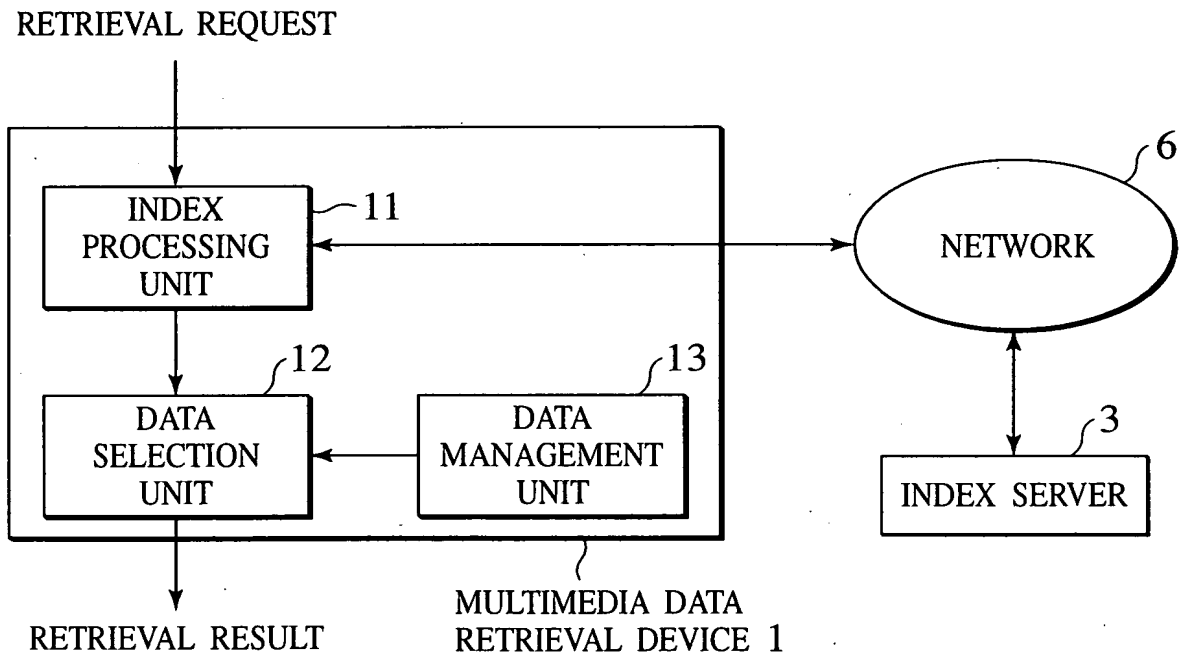 RETRIEVAL REQUEST
6
INDEX
PROCESSING
UNIT
11
NETWORK
12
13
DATA
SELECTION
UNIT
DATA
MANAGEMENT
UNIT
3
INDEX SERVER
MULTIMEDIA DATA
RETRIEVAL DEVICE 1
RETRIEVAL RESULT